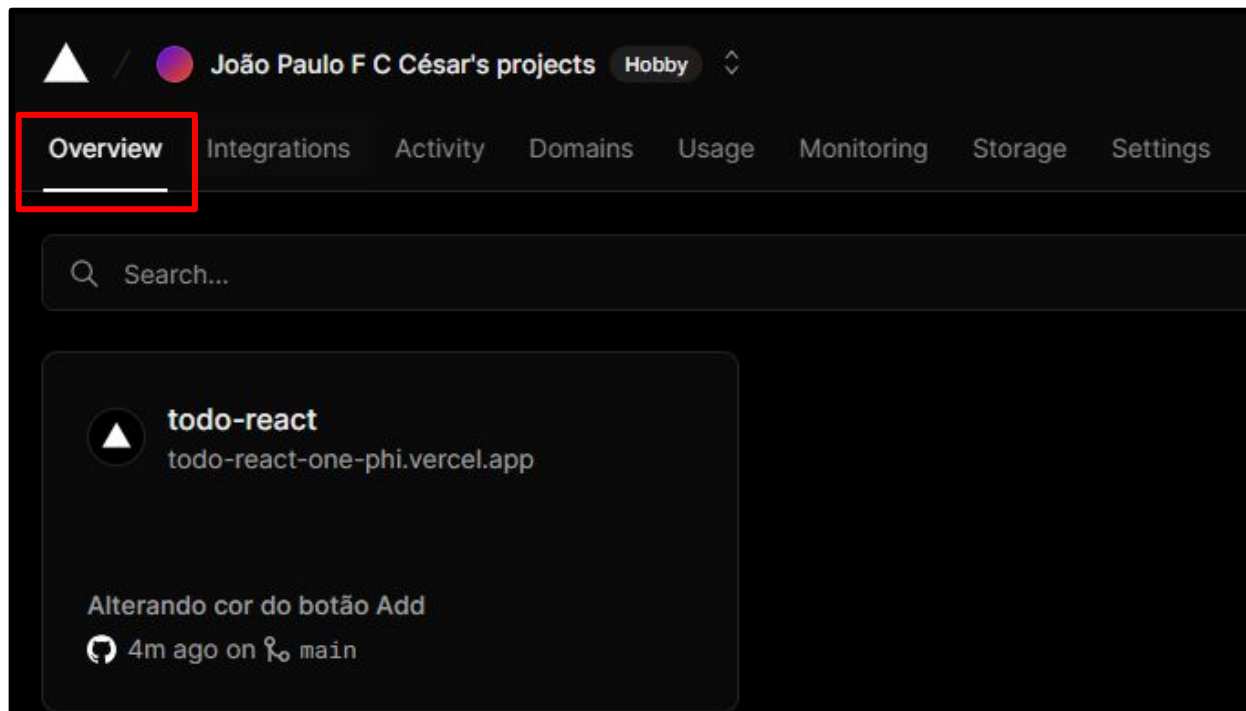 João Paulo F C César's projects Hobby
Overview Integrations Activity Domains Usage Monitoring Storage Settings
Search...
todo-react
todo-react-one-phi.vercel.app
Alterando cor do botão Add
4m ago on main